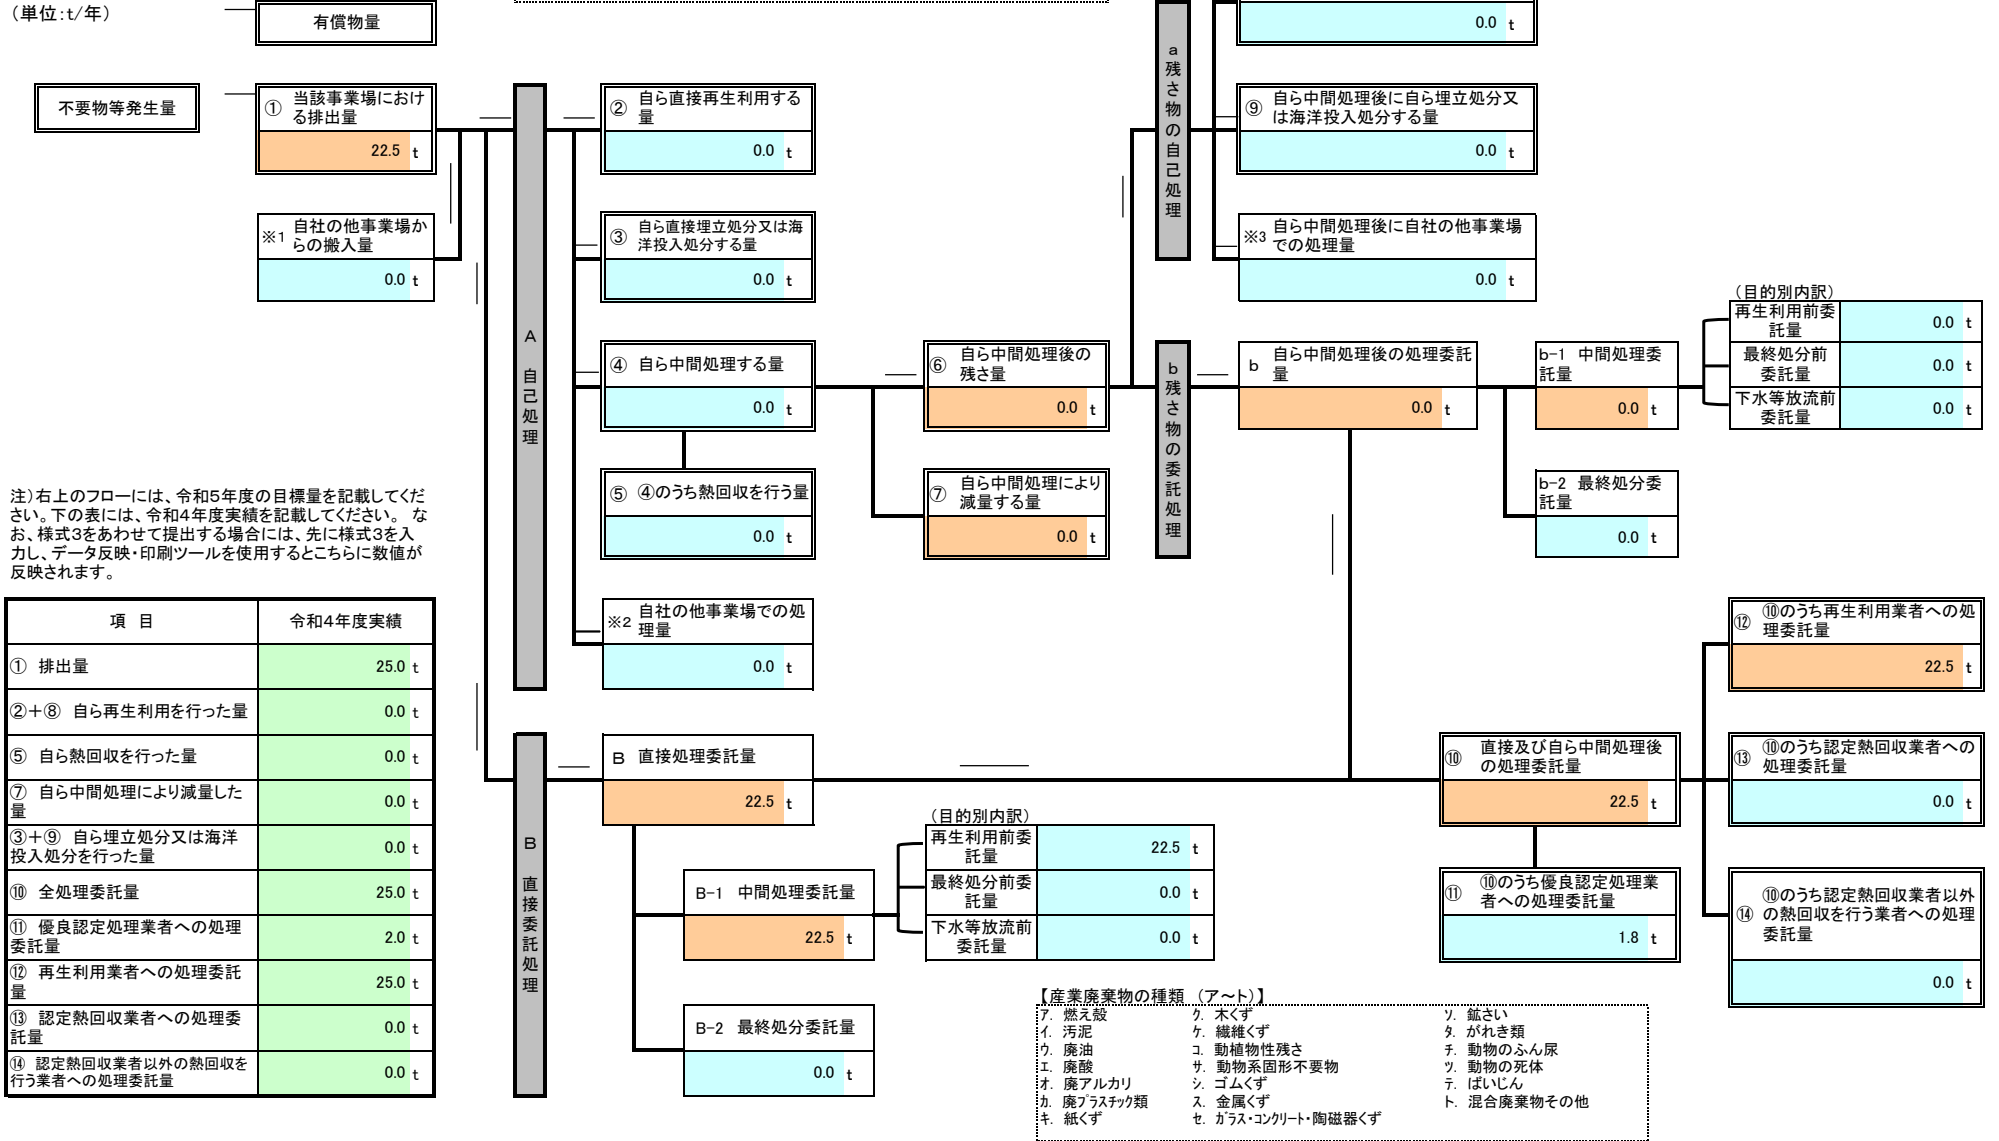 （単位:t/年）
有償物量
不要物等発生量
① 当該事業場におけ
る排出量
22.5 t
※1 自社の他事業場か
らの搬入量
0.0 t
A 自己処理
② 自ら直接再生利用する
量
0.0 t
③ 自ら直接埋立処分又は海
洋投入処分する量
0.0 t
④ 自ら中間処理する量
0.0 t
⑤ ④のうち熱回収を行う量
0.0 t
※2 自社の他事業場での処
理量
0.0 t
⑥ 自ら中間処理後の
残さ量
0.0 t
⑦ 自ら中間処理により
減量する量
0.0 t
a 残さ物の自己処理
0.0 t
⑨ 自ら中間処理後に自ら埋立処分又
は海洋投入処分する量
0.0 t
※3 自ら中間処理後に自社の他事業場
での処理量
0.0 t
b 残さ物の委託処理
b 自ら中間処理後の処理委託
量
0.0 t
b-1 中間処理委
託量
0.0 t
b-2 最終処分委
託量
0.0 t
（目的別内訳）
再生利用前委
託量 0.0 t
最終処分前
委託量 0.0 t
下水等放流前
委託量 0.0 t
注）右上のフローには、令和5年度の目標量を記載してくだ
さい。下の表には、令和4年度実績を記載してください。 な
お、様式3をあわせて提出する場合には、先に様式3を入
力し、データ反映・印刷ツールを使用するとこちらに数値が
反映されます。
項 目 令和4年度実績
① 排出量 25.0 t
②＋⑧ 自ら再生利用を行った量 0.0 t
⑤ 自ら熱回収を行った量 0.0 t
⑦ 自ら中間処理により減量した
量 0.0 t
③＋⑨ 自ら埋立処分又は海洋
投入処分を行った量 0.0 t
⑩ 全処理委託量 25.0 t
⑪ 優良認定処理業者への処理
委託量 2.0 t
⑫ 再生利用業者への処理委託
量 25.0 t
⑬ 認定熱回収業者への処理委
託量 0.0 t
⑭ 認定熱回収業者以外の熱回収を
行う業者への処理委託量 0.0 t
B 直接委託処理
B 直接処理委託量
22.5 t
B-1 中間処理委託量
22.5 t
B-2 最終処分委託量
0.0 t
（目的別内訳）
再生利用前委
託量 22.5 t
最終処分前委
託量 0.0 t
下水等放流前
委託量 0.0 t
⑩ 直接及び自ら中間処理後
の処理委託量
22.5 t
⑪ ⑩のうち優良認定処理業
者への処理委託量
1.8 t
⑫ ⑩のうち再生利用業者への処
理委託量
22.5 t
⑬ ⑩のうち認定熱回収業者への
処理委託量
0.0 t
⑭ ⑩のうち認定熱回収業者以外
の熱回収を行う業者への処理
委託量
0.0 t
【産業廃棄物の種類 （ア～ト）】
ア. 燃え殻 ク. 木くず ソ. 鉱さい
イ. 汚泥 ケ. 繊維くず タ. がれき類
ウ. 廃油 コ. 動植物性残さ チ. 動物のふん尿
エ. 廃酸 サ. 動物系固形不要物 ツ. 動物の死体
オ. 廃アルカリ シ. ゴムくず テ. ばいじん
カ. 廃プラスチック類 ス. 金属くず ト. 混合廃棄物その他
キ. 紙くず セ. ガラス・コンクリート・陶磁器くず